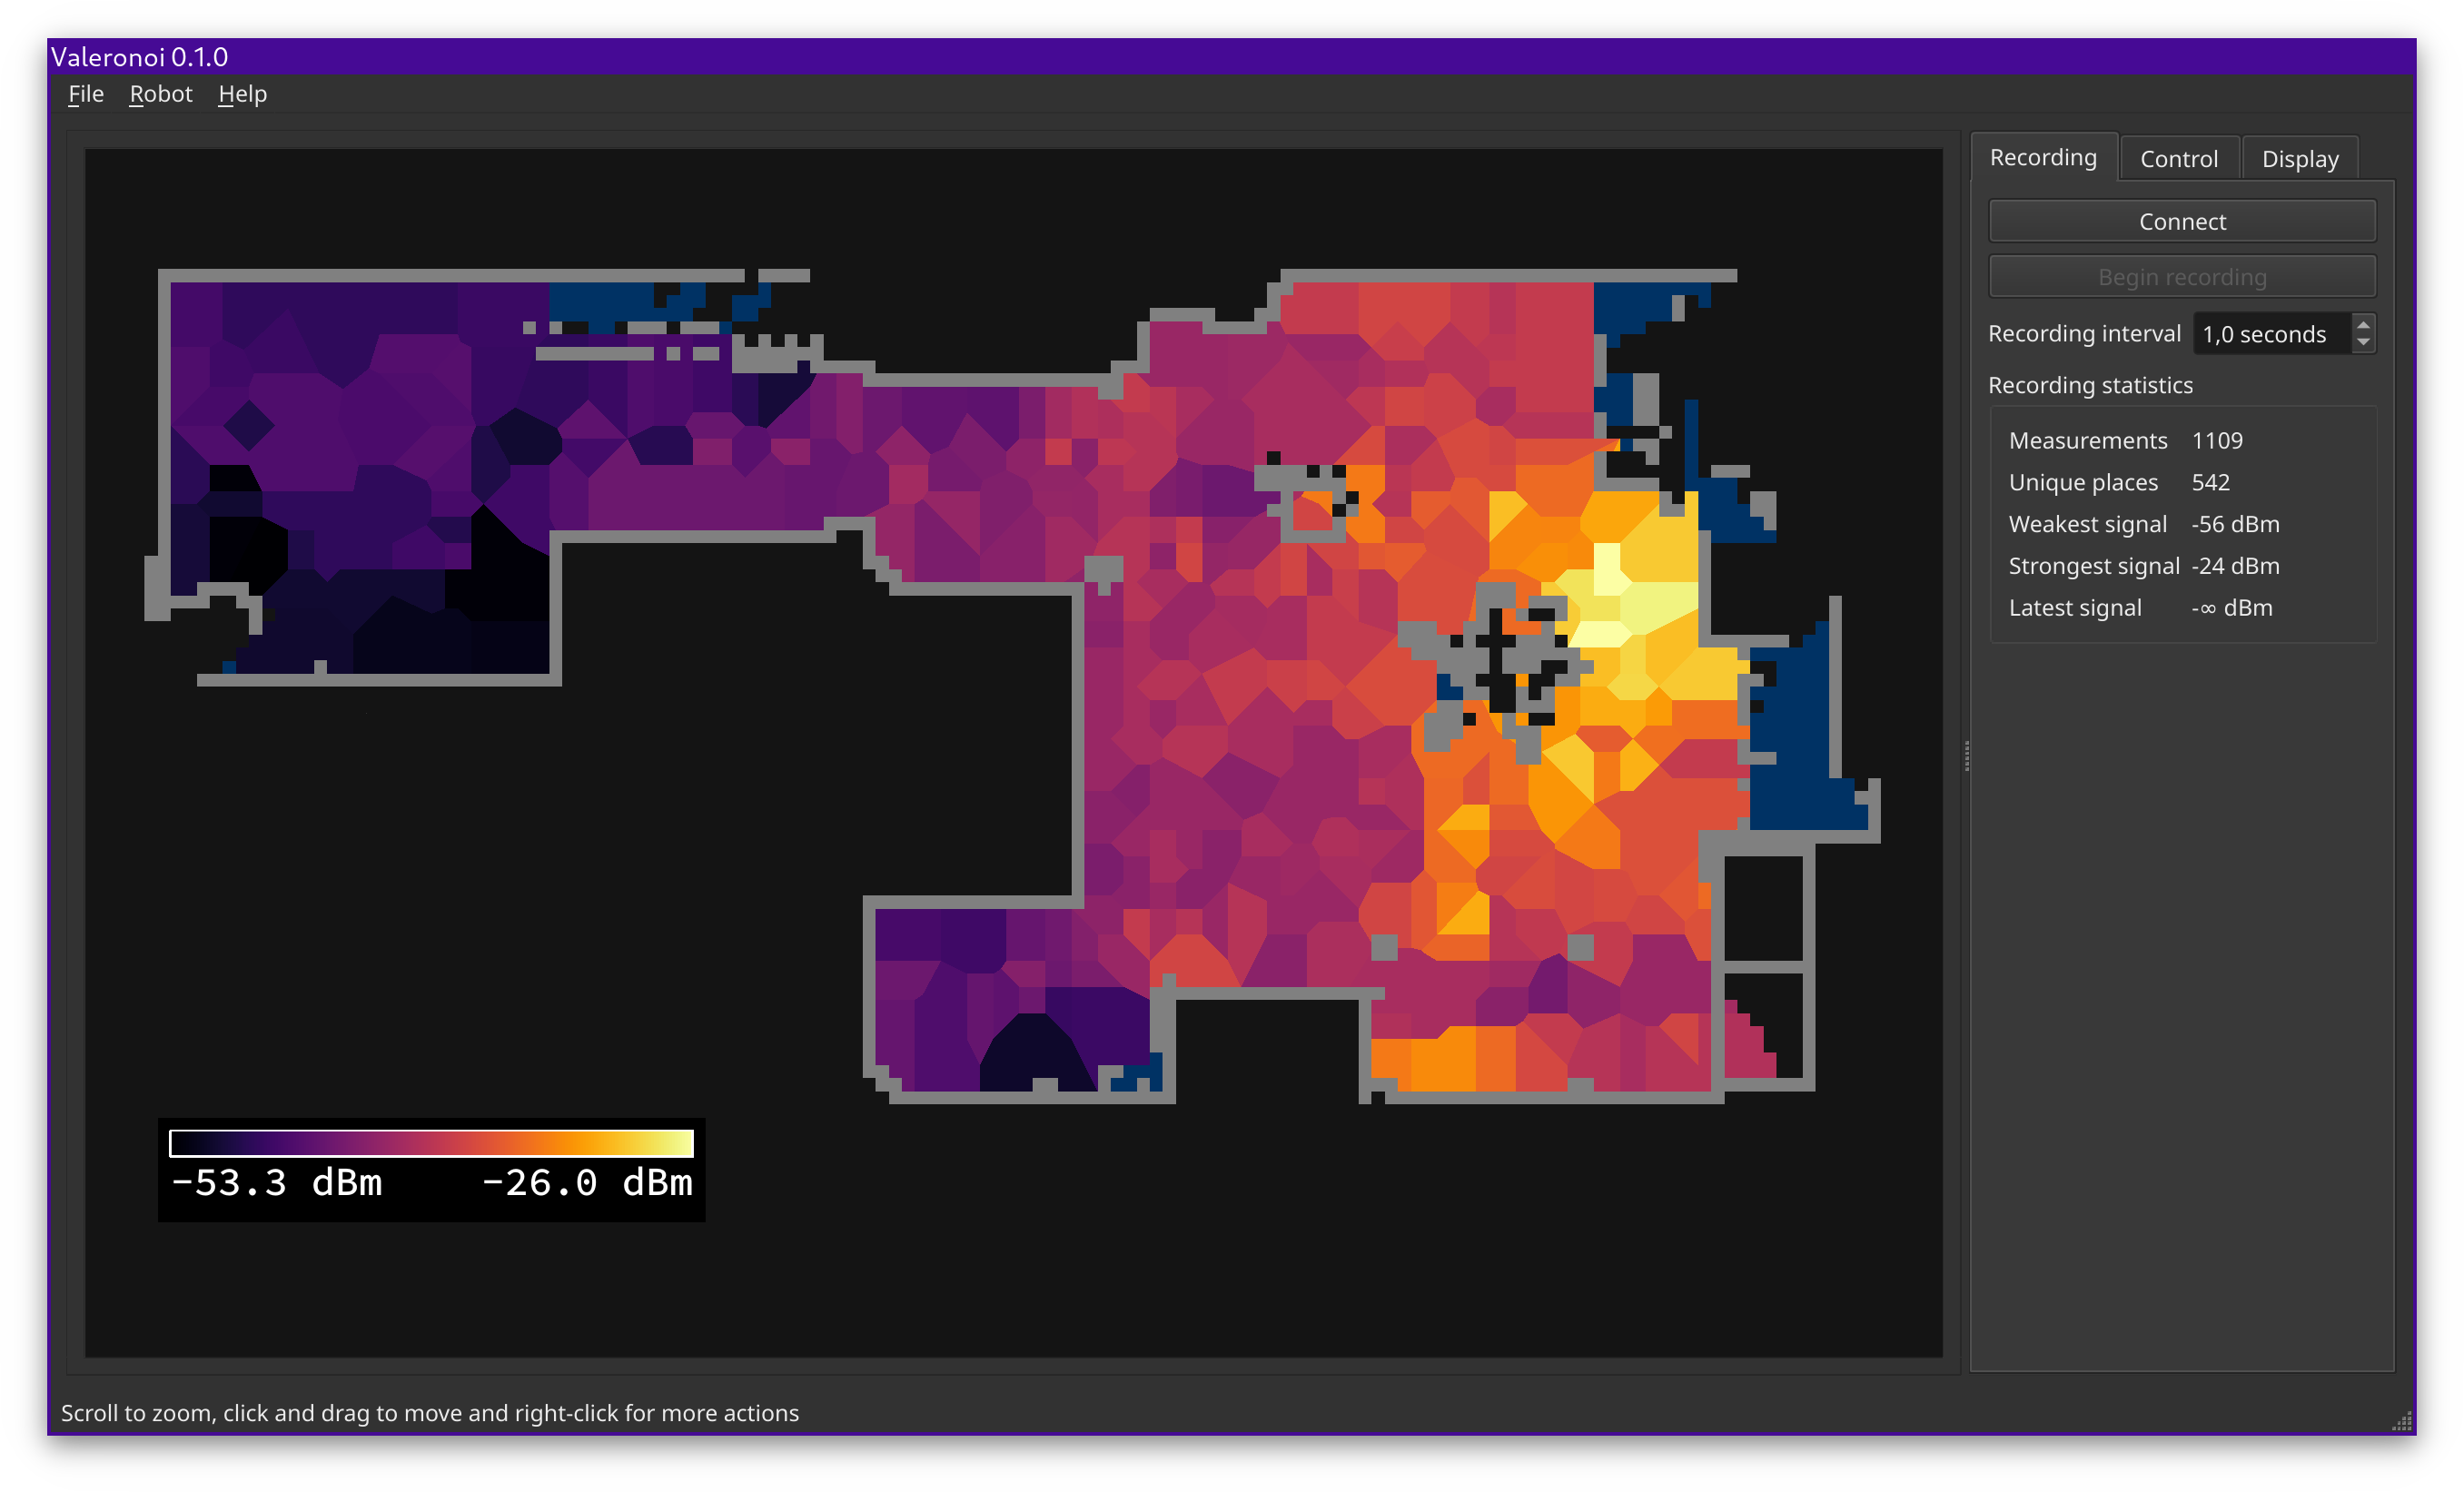 Valeronoi 0.1.0
File Robot Help
Recording Control Display
Connect
Begin recording
Recording interval 1,0 seconds
Recording statistics
Measurements 1109
Unique places 542
Weakest signal -56 dBm
Strongest signal -24 dBm
Latest signal -∞ dBm
-53.3 dBm -26.0 dBm
Scroll to zoom, click and drag to move and right-click for more actions